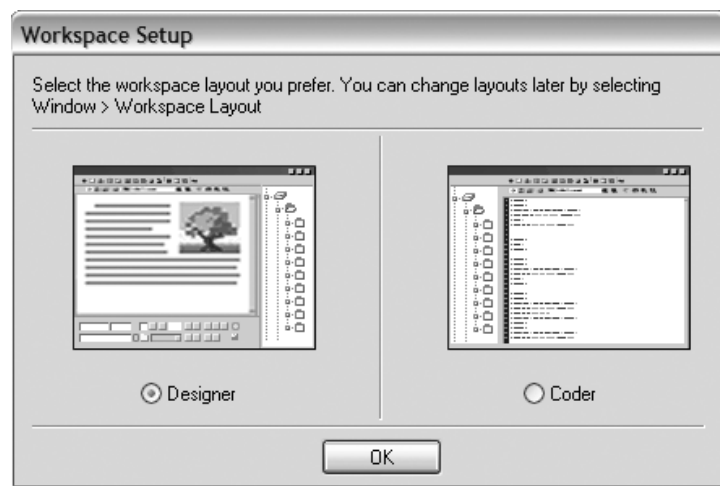 Workspace Setup
Select the workspace layout you prefer. You can change layouts later by selecting
Window > Workspace Layout
Designer
Coder
OK